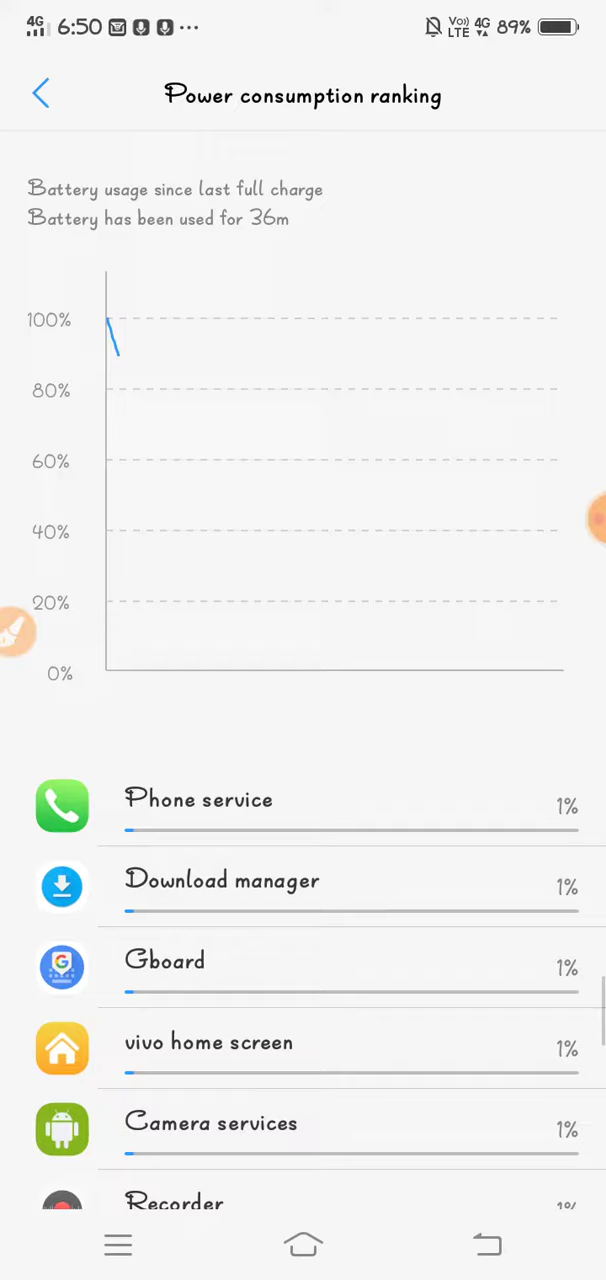 4G 6:50 ... Vo) LTE 4G 89%
Power consumption ranking
Battery usage since last full charge
Battery has been used for 36m
100%
80%
60%
40%
20%
0%
Phone service 1%
Download manager 1%
Gboard 1%
vivo home screen 1%
Camera services 1%
Recorder 1%